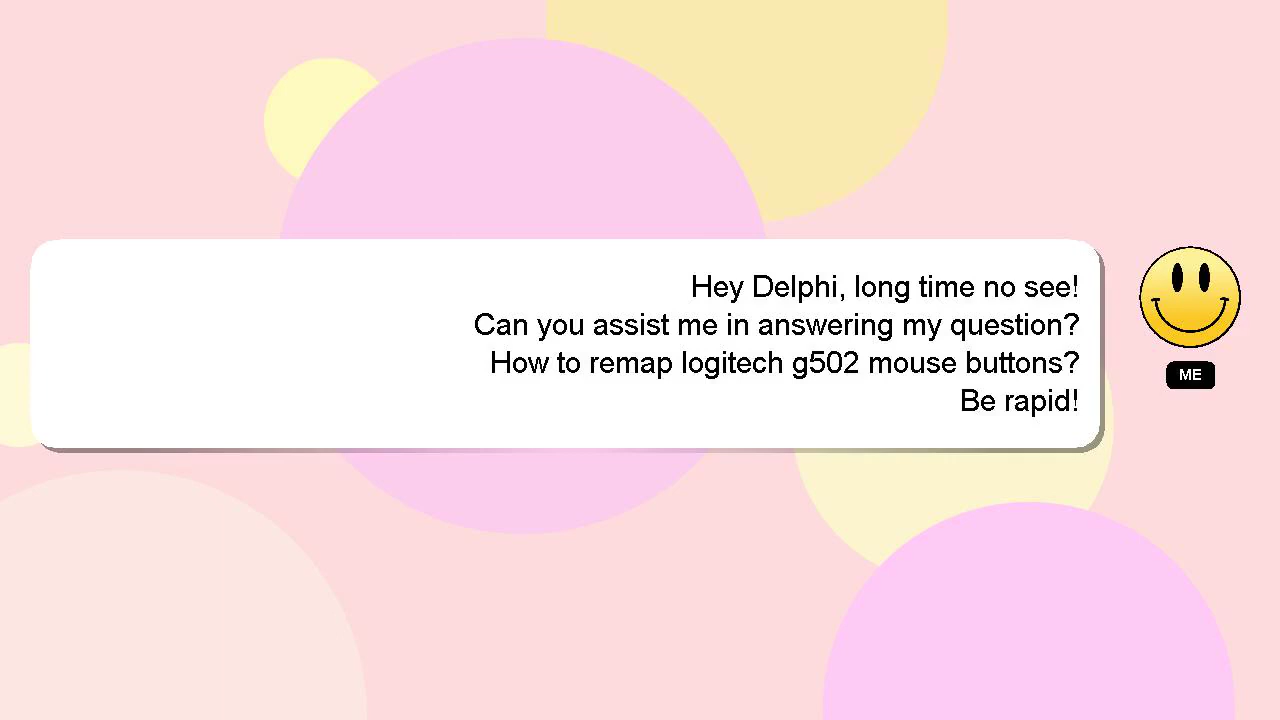 Hey Delphi, long time no see!
Can you assist me in answering my question?
How to remap logitech g502 mouse buttons?
Be rapid!
ME